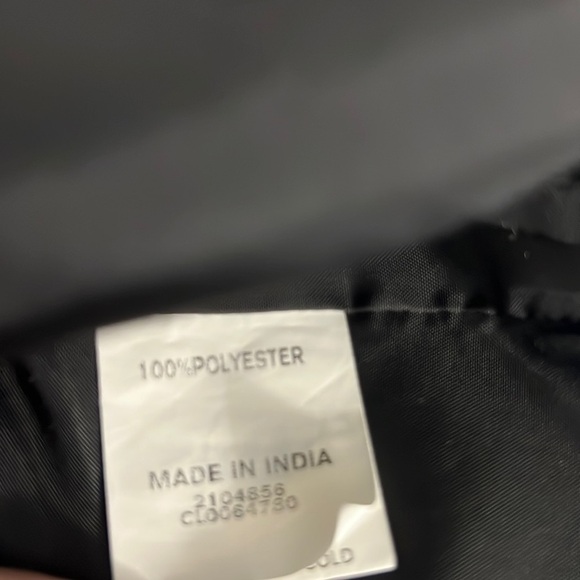 100%POLYESTER
MADE IN INDIA
2104856
CL0064780